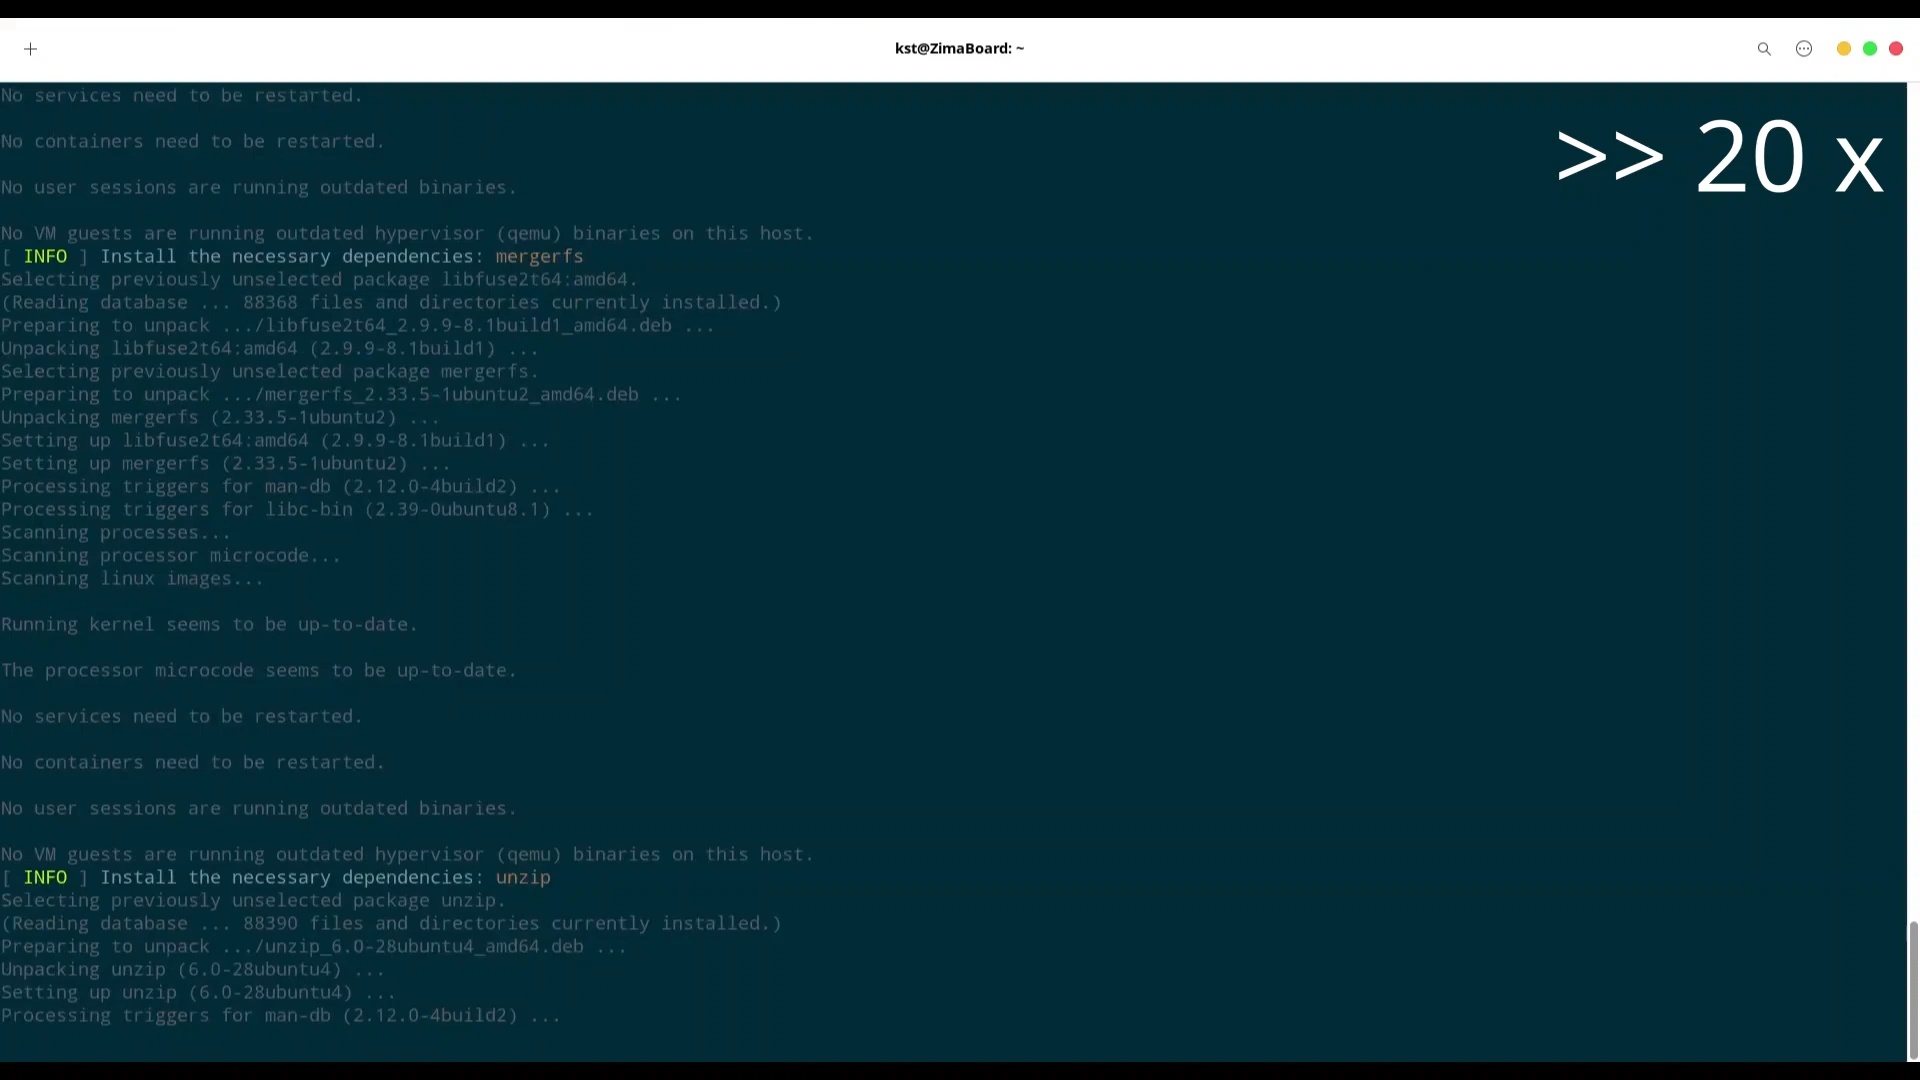 kst@ZimaBoard: ~
>> 20 x
No services need to be restarted.
No containers need to be restarted.
No user sessions are running outdated binaries.
No VM guests are running outdated hypervisor (qemu) binaries on this host.
[ INFO ] Install the necessary dependencies: mergerfs
Selecting previously unselected package libfuse2t64:amd64.
(Reading database ... 88368 files and directories currently installed.)
Preparing to unpack .../libfuse2t64_2.9.9-8.1build1_amd64.deb ...
Unpacking libfuse2t64:amd64 (2.9.9-8.1build1) ...
Selecting previously unselected package mergerfs.
Preparing to unpack .../mergerfs_2.33.5-1ubuntu2_amd64.deb ...
Unpacking mergerfs (2.33.5-1ubuntu2) ...
Setting up libfuse2t64:amd64 (2.9.9-8.1build1) ...
Setting up mergerfs (2.33.5-1ubuntu2) ...
Processing triggers for man-db (2.12.0-4build2) ...
Processing triggers for libc-bin (2.39-0ubuntu8.1) ...
Scanning processes...
Scanning processor microcode...
Scanning linux images...
Running kernel seems to be up-to-date.
The processor microcode seems to be up-to-date.
No services need to be restarted.
No containers need to be restarted.
No user sessions are running outdated binaries.
No VM guests are running outdated hypervisor (qemu) binaries on this host.
[ INFO ] Install the necessary dependencies: unzip
Selecting previously unselected package unzip.
(Reading database ... 88390 files and directories currently installed.)
Preparing to unpack .../unzip_6.0-28ubuntu4_amd64.deb ...
Unpacking unzip (6.0-28ubuntu4) ...
Setting up unzip (6.0-28ubuntu4) ...
Processing triggers for man-db (2.12.0-4build2) ...